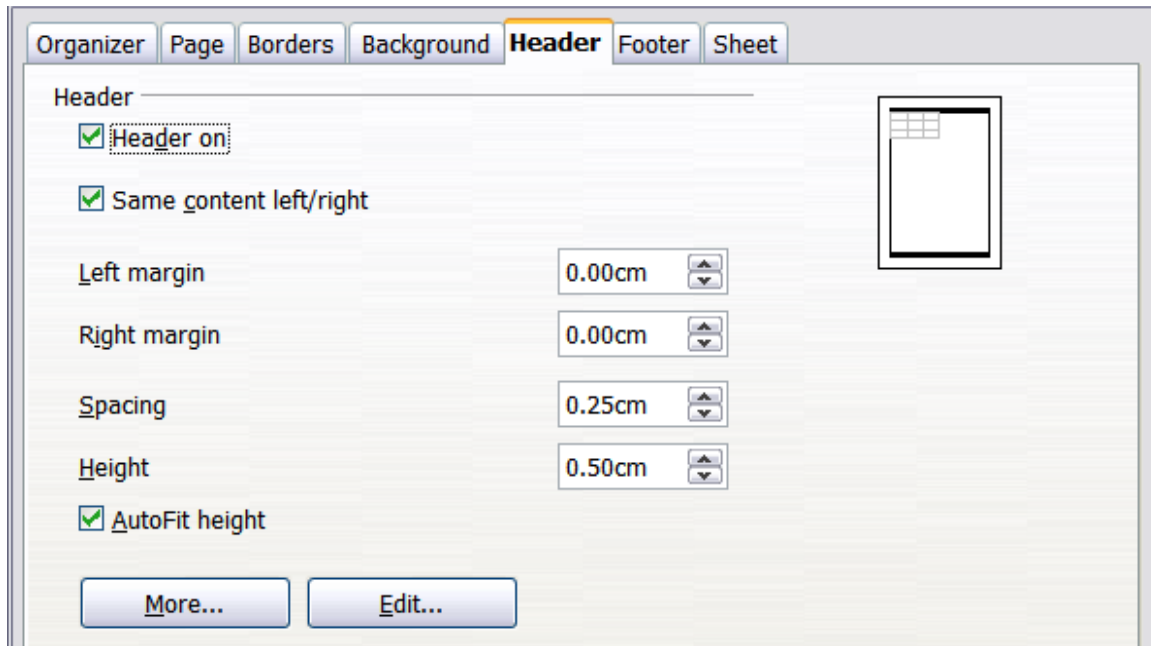 Organizer Page Borders Background Header Footer Sheet
Header
Header on
Same content left/right
Left margin 0.00cm
Right margin 0.00cm
Spacing 0.25cm
Height 0.50cm
AutoFit height
More... Edit...